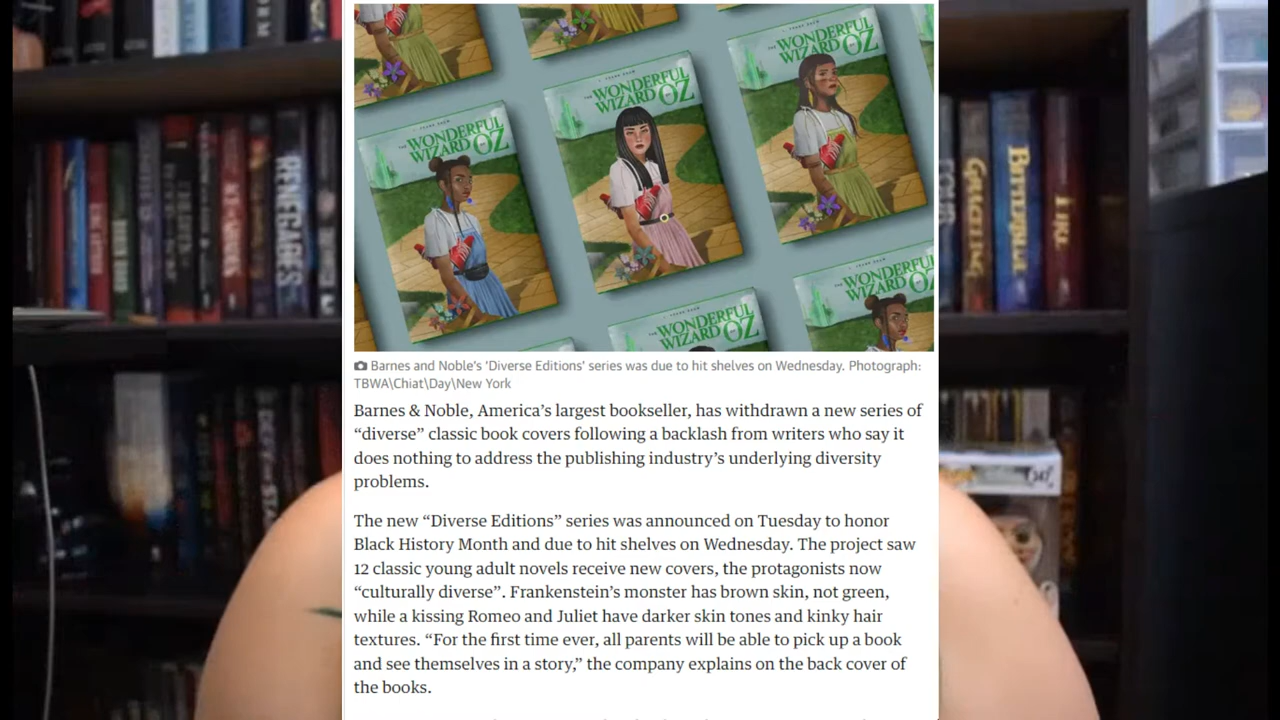 THE WONDERFUL
WIZARD OF OZ
THE WONDERFUL
WIZARD OF OZ
THE WONDERFUL
WIZARD OF OZ
WONDERFUL
OZ
WONDERFUL
WIZARD OF OZ
RENEGADES
BITTERBLUE
FIRE
Barnes and Noble's 'Diverse Editions' series was due to hit shelves on Wednesday. Photograph:
TBWA\Chiat\Day\New York
Barnes & Noble, America’s largest bookseller, has withdrawn a new series of
“diverse” classic book covers following a backlash from writers who say it
does nothing to address the publishing industry’s underlying diversity
problems.
The new “Diverse Editions” series was announced on Tuesday to honor
Black History Month and due to hit shelves on Wednesday. The project saw
12 classic young adult novels receive new covers, the protagonists now
“culturally diverse”. Frankenstein’s monster has brown skin, not green,
while a kissing Romeo and Juliet have darker skin tones and kinky hair
textures. “For the first time ever, all parents will be able to pick up a book
and see themselves in a story,” the company explains on the back cover of
the books.